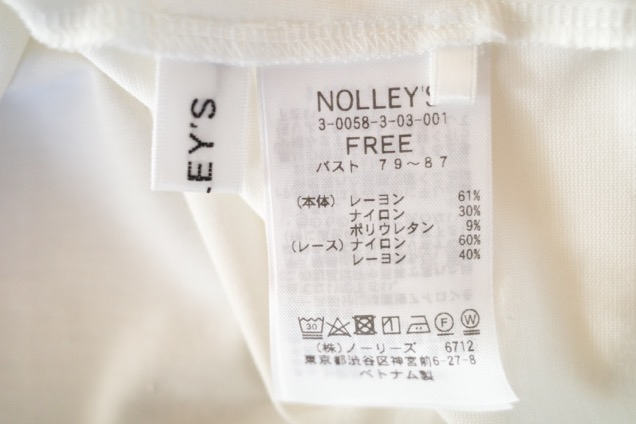 LEY'S
NOLLEY'S
3-0058-3-03-001
FREE
バスト 79〜87
(本体) レーヨン 61%
ナイロン 30%
ポリウレタン 9%
(レース) ナイロン 60%
レーヨン 40%
30 F W
(株)ノーリーズ 6712
東京都渋谷区神宮前6-27-8
ベトナム製